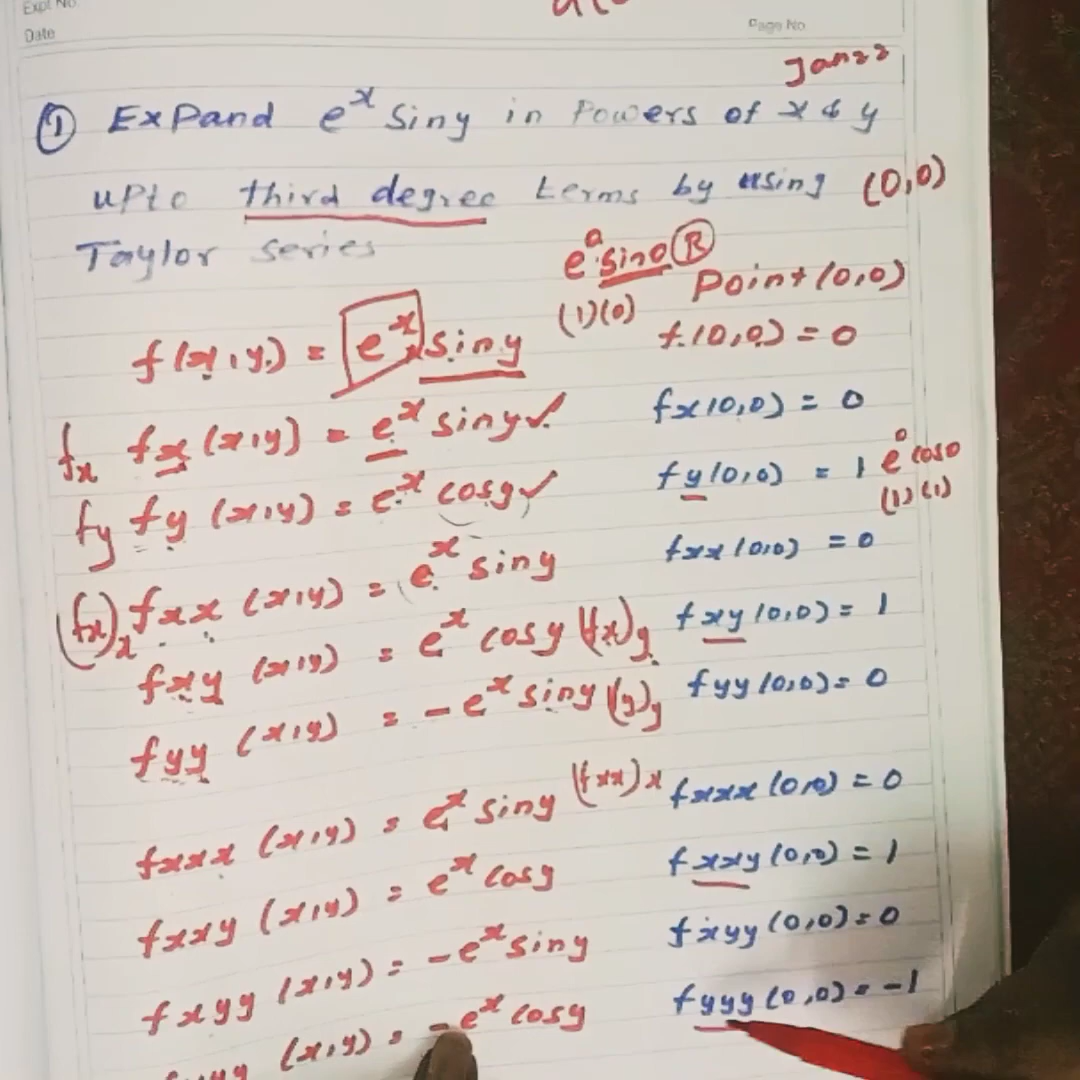 Expt No.
Date
Page No
Jan22
① Expand e^x Siny in Powers of x & y
upto third degree terms by using (0,0)
Taylor series
e^0 sin0 Ⓡ
Point (0,0)
(1)(0)
f(x,y) = e^x siny f(0,0) = 0
fx fx (x,y) = e^x siny✓ fx(0,0) = 0
fy fy (x,y) = e^x cosy✓ fy(0,0) = 1 e^0 cos0
(1)(1)
(fx)x fxx (x,y) = e^x siny fxx(0,0) = 0
fxy (x,y) = e^x cosy (fx)y fxy(0,0) = 1
fyy (x,y) = -e^x siny (y)y fyy(0,0) = 0
fxxx (x,y) = e^x siny (fxx)x fxxx(0,0) = 0
fxxy (x,y) = e^x cosy fxxy(0,0) = 1
fxyy (x,y) = -e^x siny fxyy(0,0) = 0
(x,y) = -e^x cosy fyyy(0,0) = -1